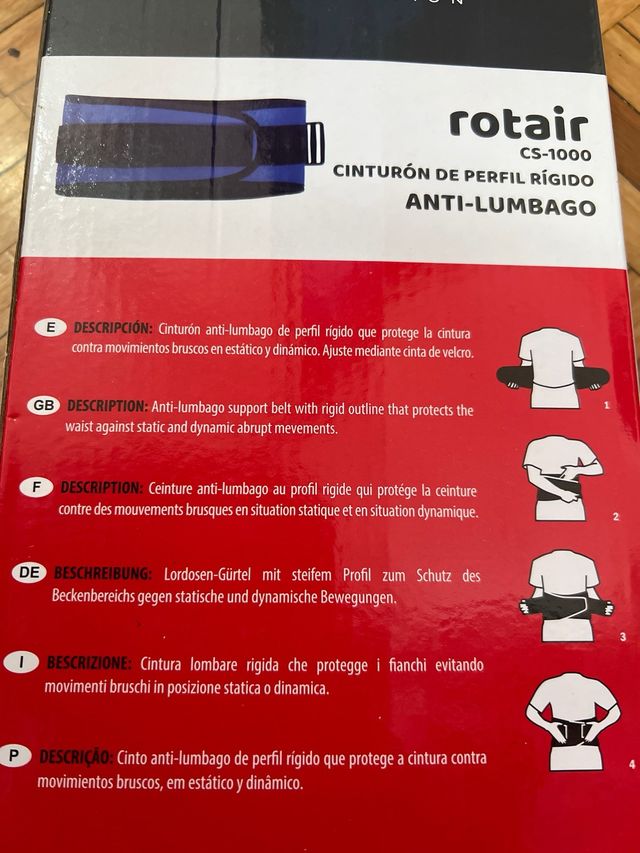 rotair
CS-1000
CINTURÓN DE PERFIL RÍGIDO
ANTI-LUMBAGO
E DESCRIPCIÓN: Cinturón anti-lumbago de perfil rígido que protege la cintura
contra movimientos bruscos en estático y dinámico. Ajuste mediante cinta de velcro.
1
GB DESCRIPTION: Anti-lumbago support belt with rigid outline that protects the
waist against static and dynamic abrupt mevements.
2
F DESCRIPTION: Ceinture anti-lumbago au profil rigide qui protége la ceinture
contre des mouvements brusques en situation statique et en situation dynamique.
DE BESCHREIBUNG: Lordosen-Gürtel mit steifem Profil zum Schutz des
Beckenbereichs gegen statische und dynamische Bewegungen.
3
I BESCRIZIONE: Cintura lombare rigida che protegge i fianchi evitando
movimenti bruschi in posizione statica o dinamica.
4
P DESCRIÇÃO: Cinto anti-lumbago de perfil rígido que protege a cintura contra
movimientos bruscos, em estático y dinâmico.